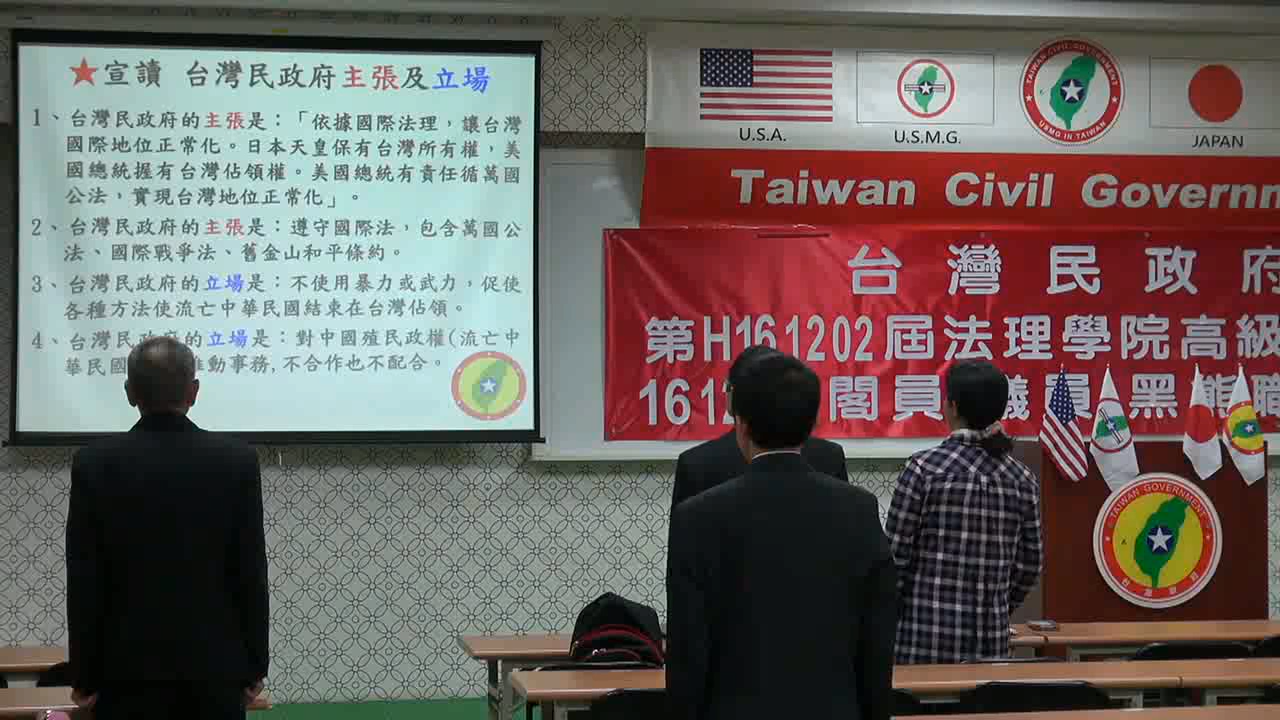 ★宣讀 台灣民政府主張及立場
1、台灣民政府的主張是：「依據國際法理，讓台灣
國際地位正常化。日本天皇保有台灣所有權，美
國總統握有台灣佔領權。美國總統有責任循萬國
公法，實現台灣地位正常化」。
2、台灣民政府的主張是：遵守國際法，包含萬國公
法、國際戰爭法、舊金山和平條約。
3、台灣民政府的立場是：不使用暴力或武力，促使
各種方法使流亡中華民國結束在台灣佔領。
4、台灣民政府的立場是：對中國殖民政權(流亡中
華民國 推動事務,不合作也不配合。
U.S.A.
U.S.M.G.
TAIWAN CIVIL GOVERNMENT
USMG IN TAIWAN
JAPAN
Taiwan Civil Governm
台灣民政府
第H161202屆法理學院高級
161 閣員 議員黑熊職
TAIWAN GOVERNMENT